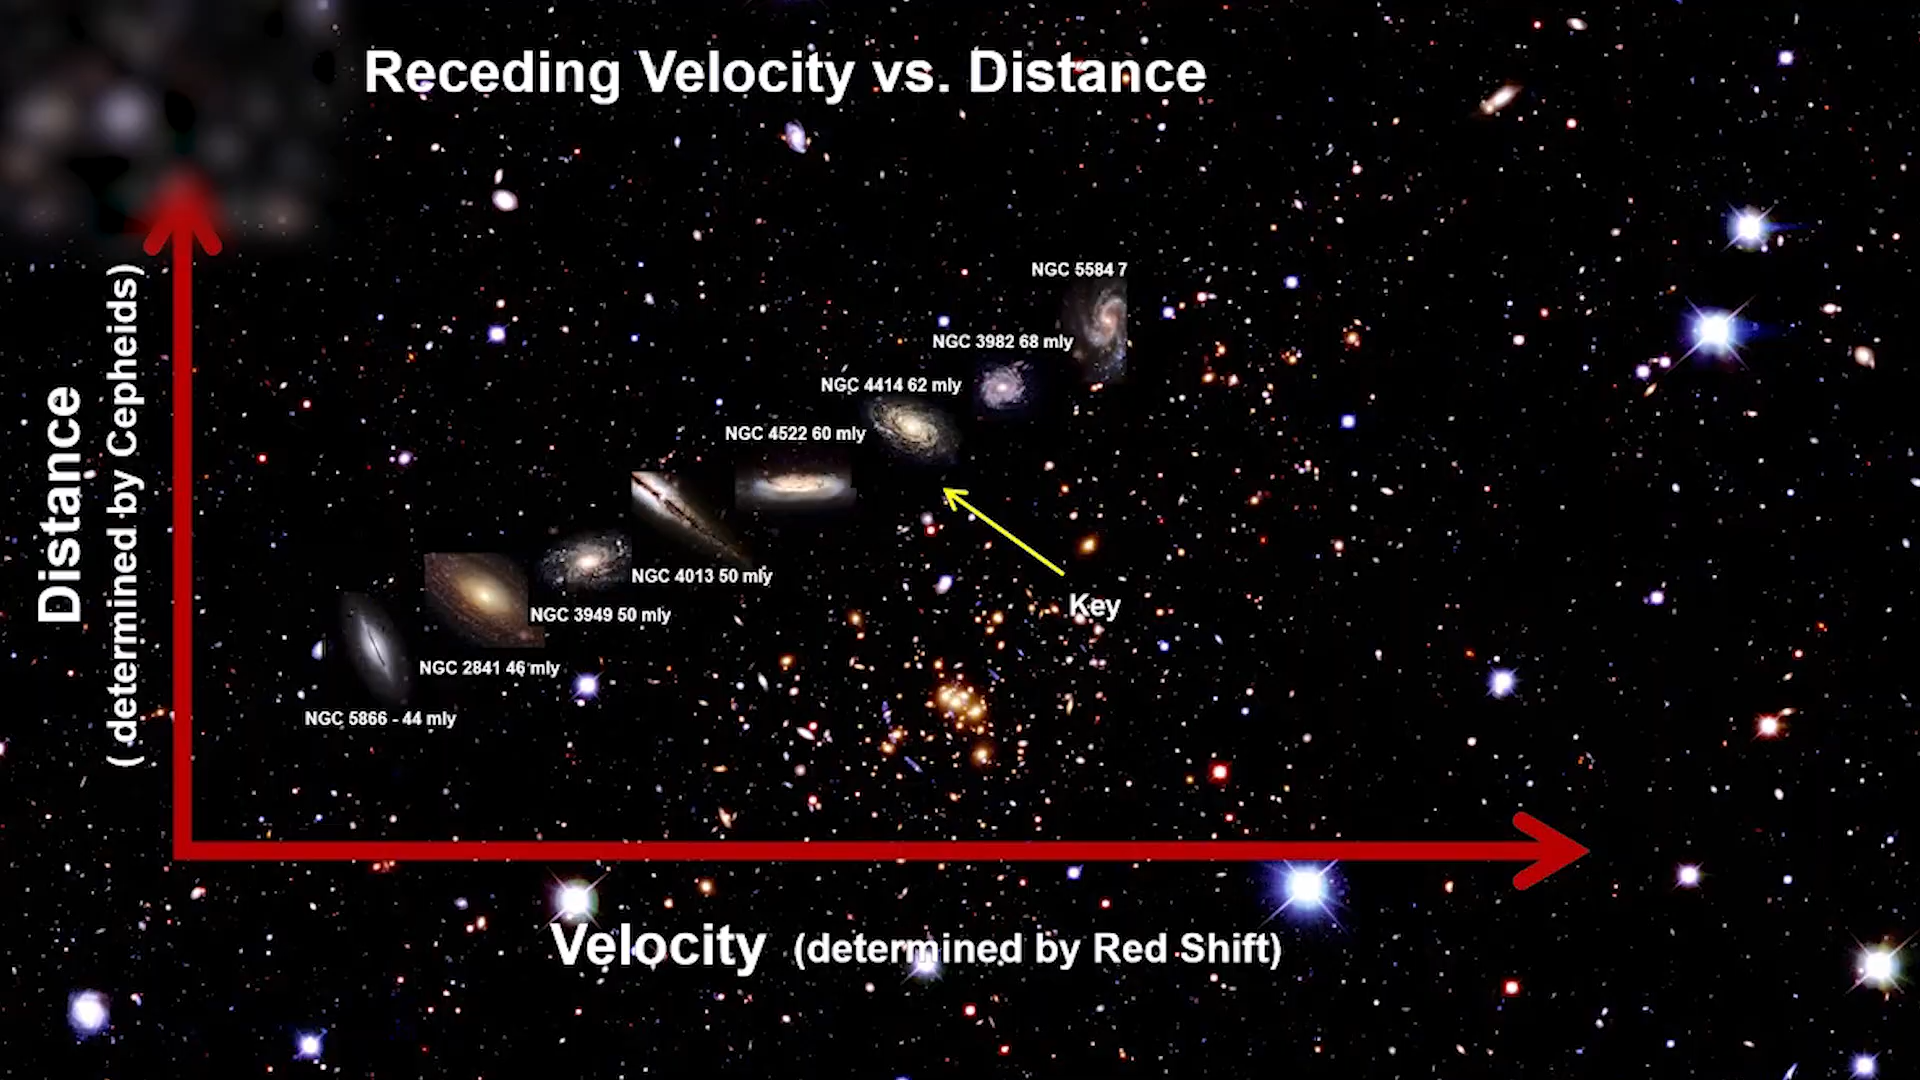 Receding Velocity vs. Distance
NGC 5584 7
NGC 3982 68 mly
NGC 4414 62 mly
NGC 4522 60 mly
NGC 4013 50 mly
NGC 3949 50 mly
NGC 2841 46 mly
NGC 5866 - 44 mly
Key
Distance
(determined by Cepheids)
Velocity (determined by Red Shift)